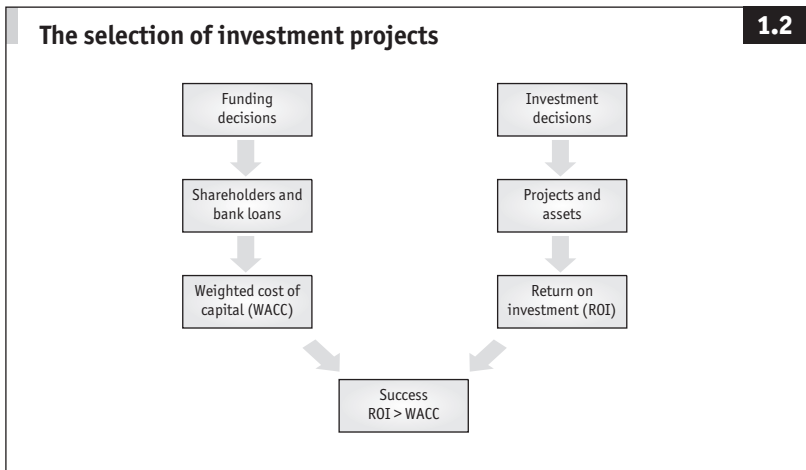 The selection of investment projects
1.2
Funding
decisions
Investment
decisions
Shareholders and
bank loans
Projects and
assets
Weighted cost of
capital (WACC)
Return on
investment (ROI)
Success
ROI > WACC